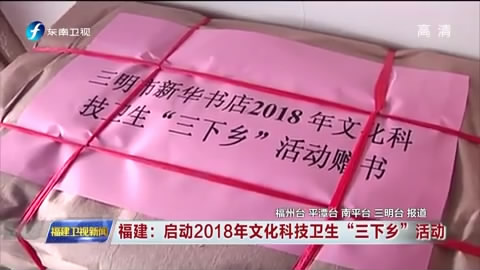 东南卫视
高清
三明市新华书店2018年文化科
技卫生“三下乡”活动赠书
福州台 平潭台 南平台 三明台 报道
福建卫视新闻
福建：启动2018年文化科技卫生“三下乡”活动